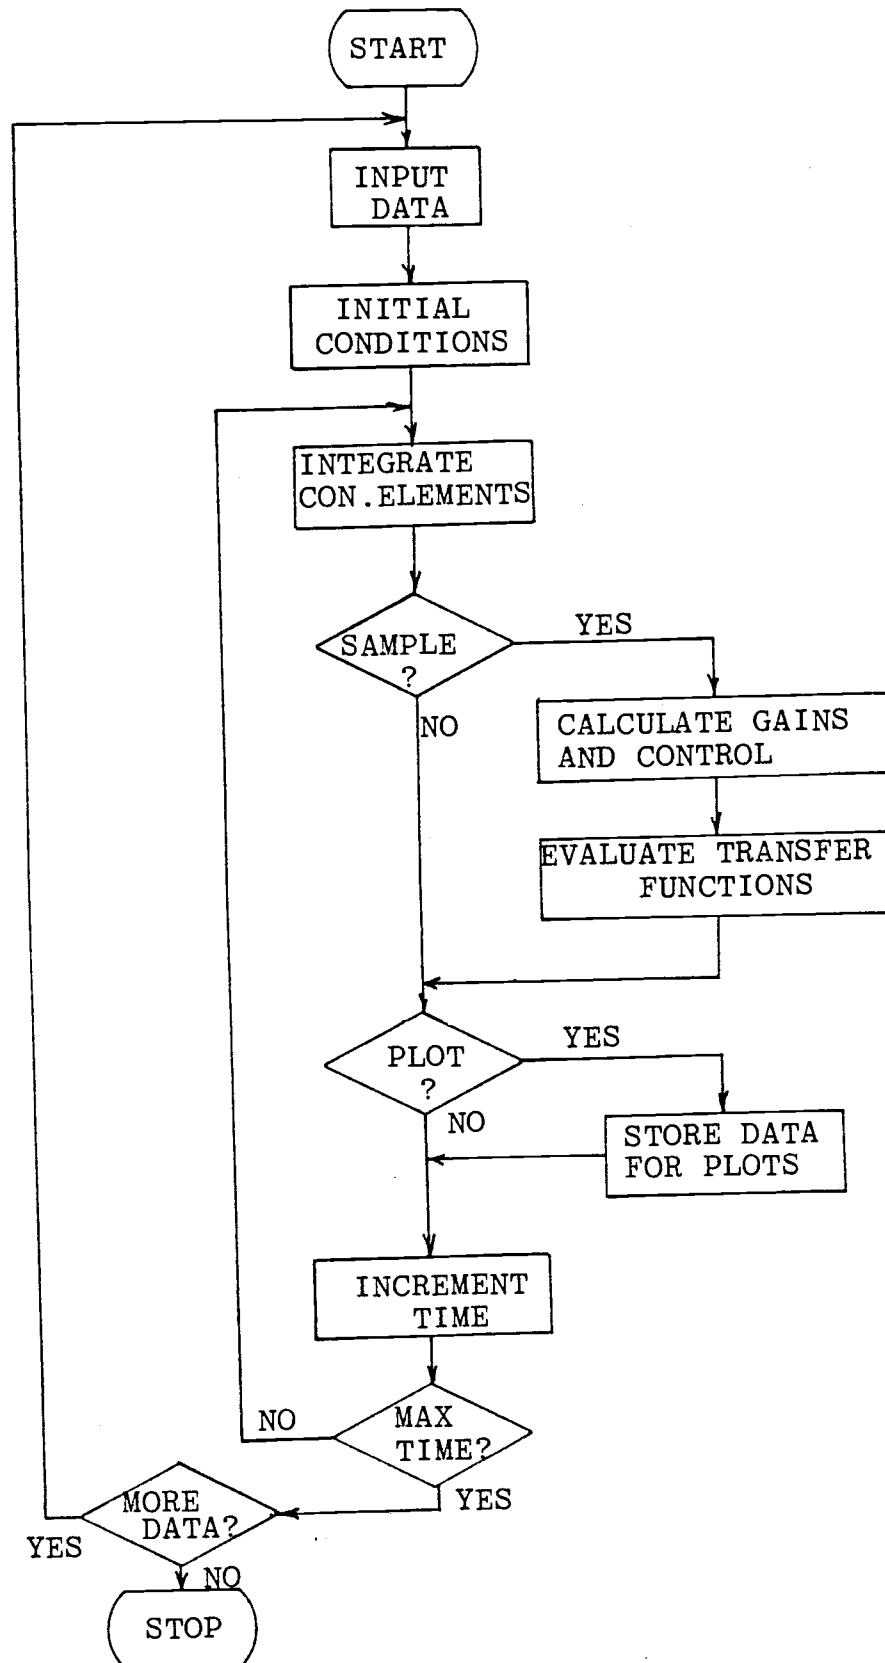 START
INPUT
DATA
INITIAL
CONDITIONS
INTEGRATE
CON.ELEMENTS
SAMPLE
?
YES
NO
CALCULATE GAINS
AND CONTROL
EVALUATE TRANSFER
FUNCTIONS
PLOT
?
YES
NO
STORE DATA
FOR PLOTS
INCREMENT
TIME
MAX
TIME?
NO
YES
MORE
DATA?
YES
NO
STOP